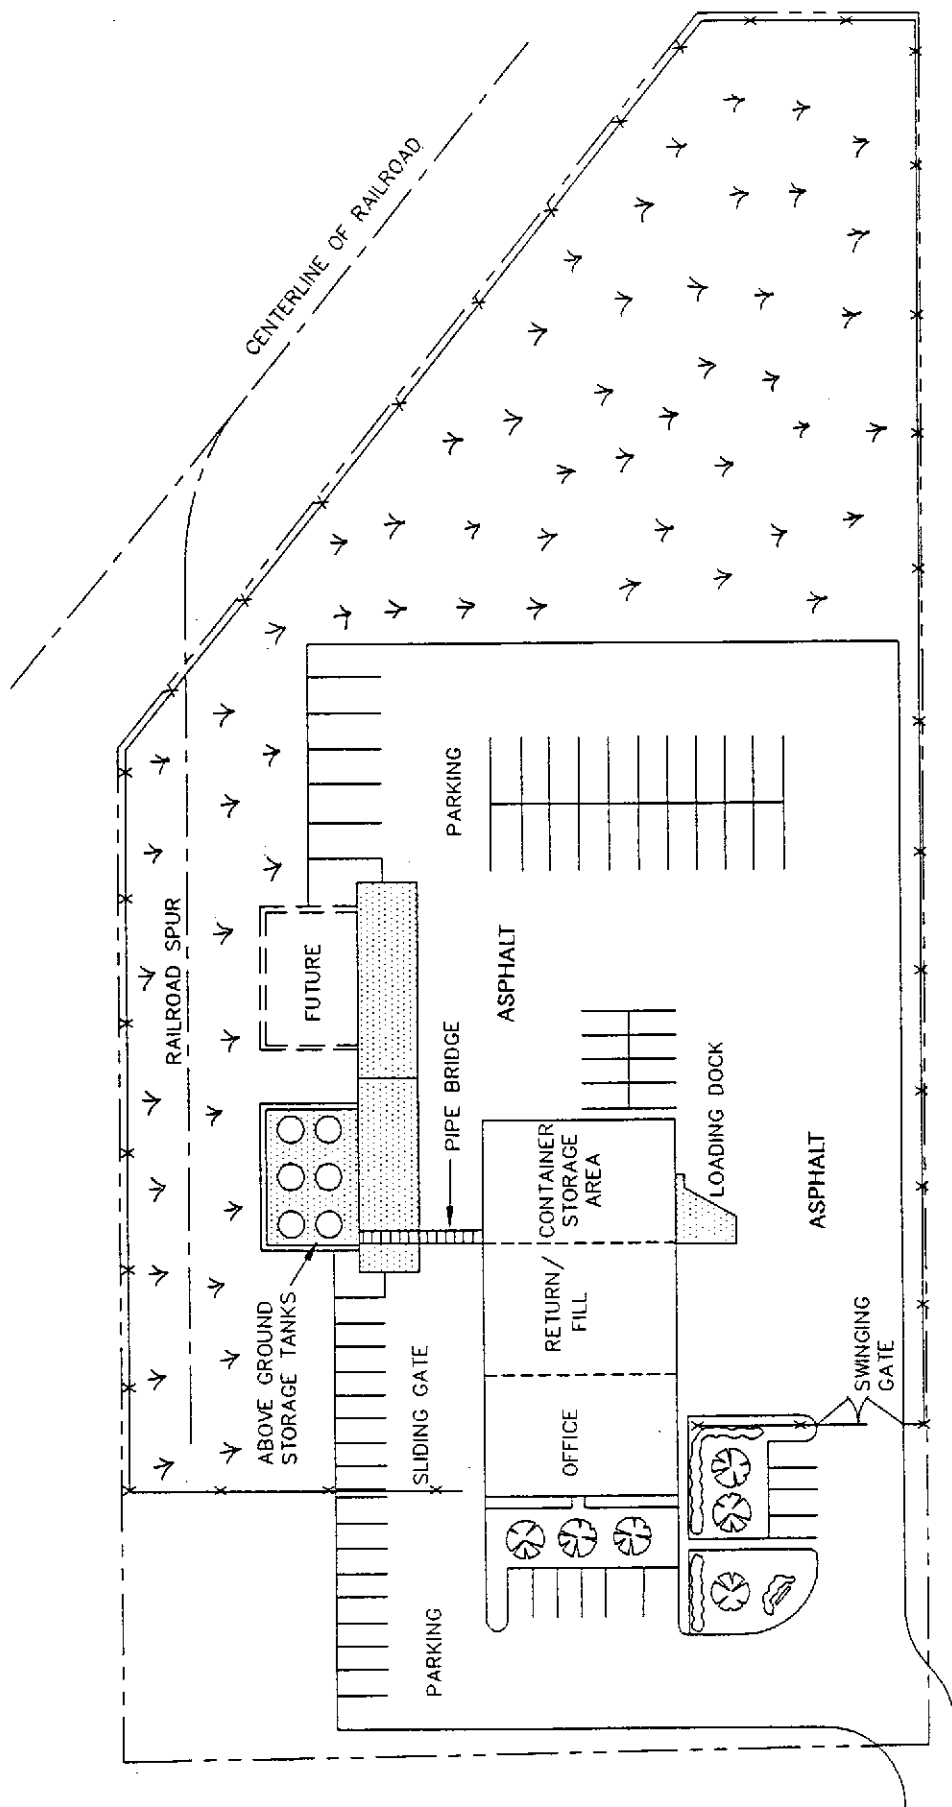 CENTERLINE OF RAILROAD
RAILROAD SPUR
FUTURE
PARKING
ASPHALT
PIPE BRIDGE
ABOVE GROUND
STORAGE TANKS
CONTAINER
STORAGE
AREA
LOADING DOCK
RETURN/
FILL
ASPHALT
OFFICE
SLIDING GATE
SWINGING
GATE
PARKING